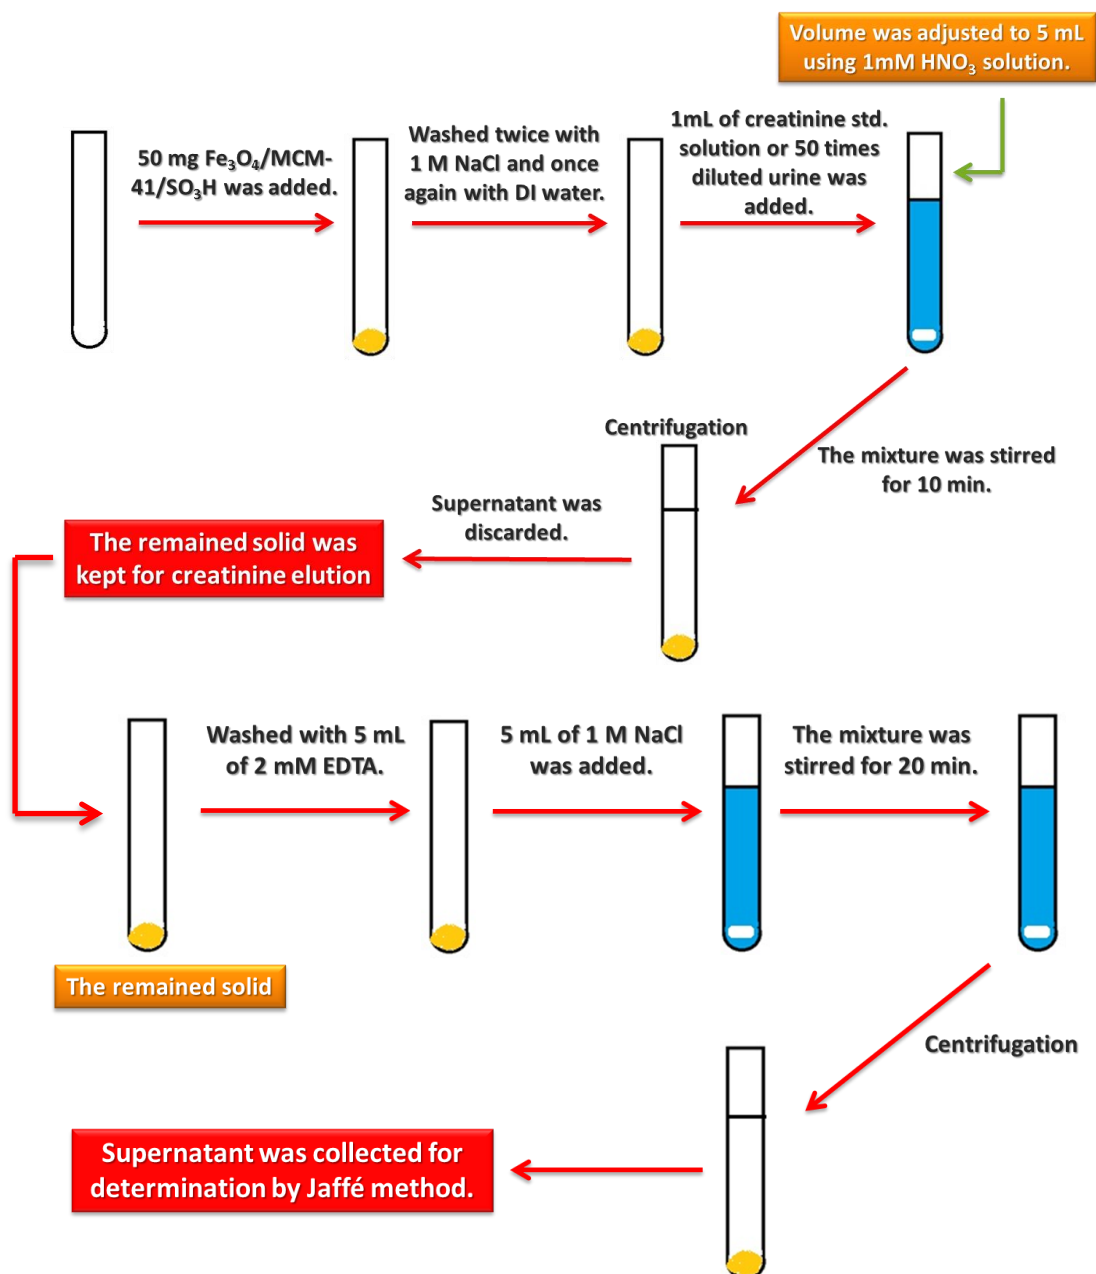 Volume was adjusted to 5 mL
using 1mM HNO₃ solution.
50 mg Fe₃O₄/MCM-
41/SO₃H was added.
Washed twice with
1 M NaCl and once
again with DI water.
1mL of creatinine std.
solution or 50 times
diluted urine was
added.
The mixture was stirred
for 10 min.
Centrifugation
Supernatant was
discarded.
The remained solid was
kept for creatinine elution
The remained solid
Washed with 5 mL
of 2 mM EDTA.
5 mL of 1 M NaCl
was added.
The mixture was
stirred for 20 min.
Centrifugation
Supernatant was collected for
determination by Jaffé method.